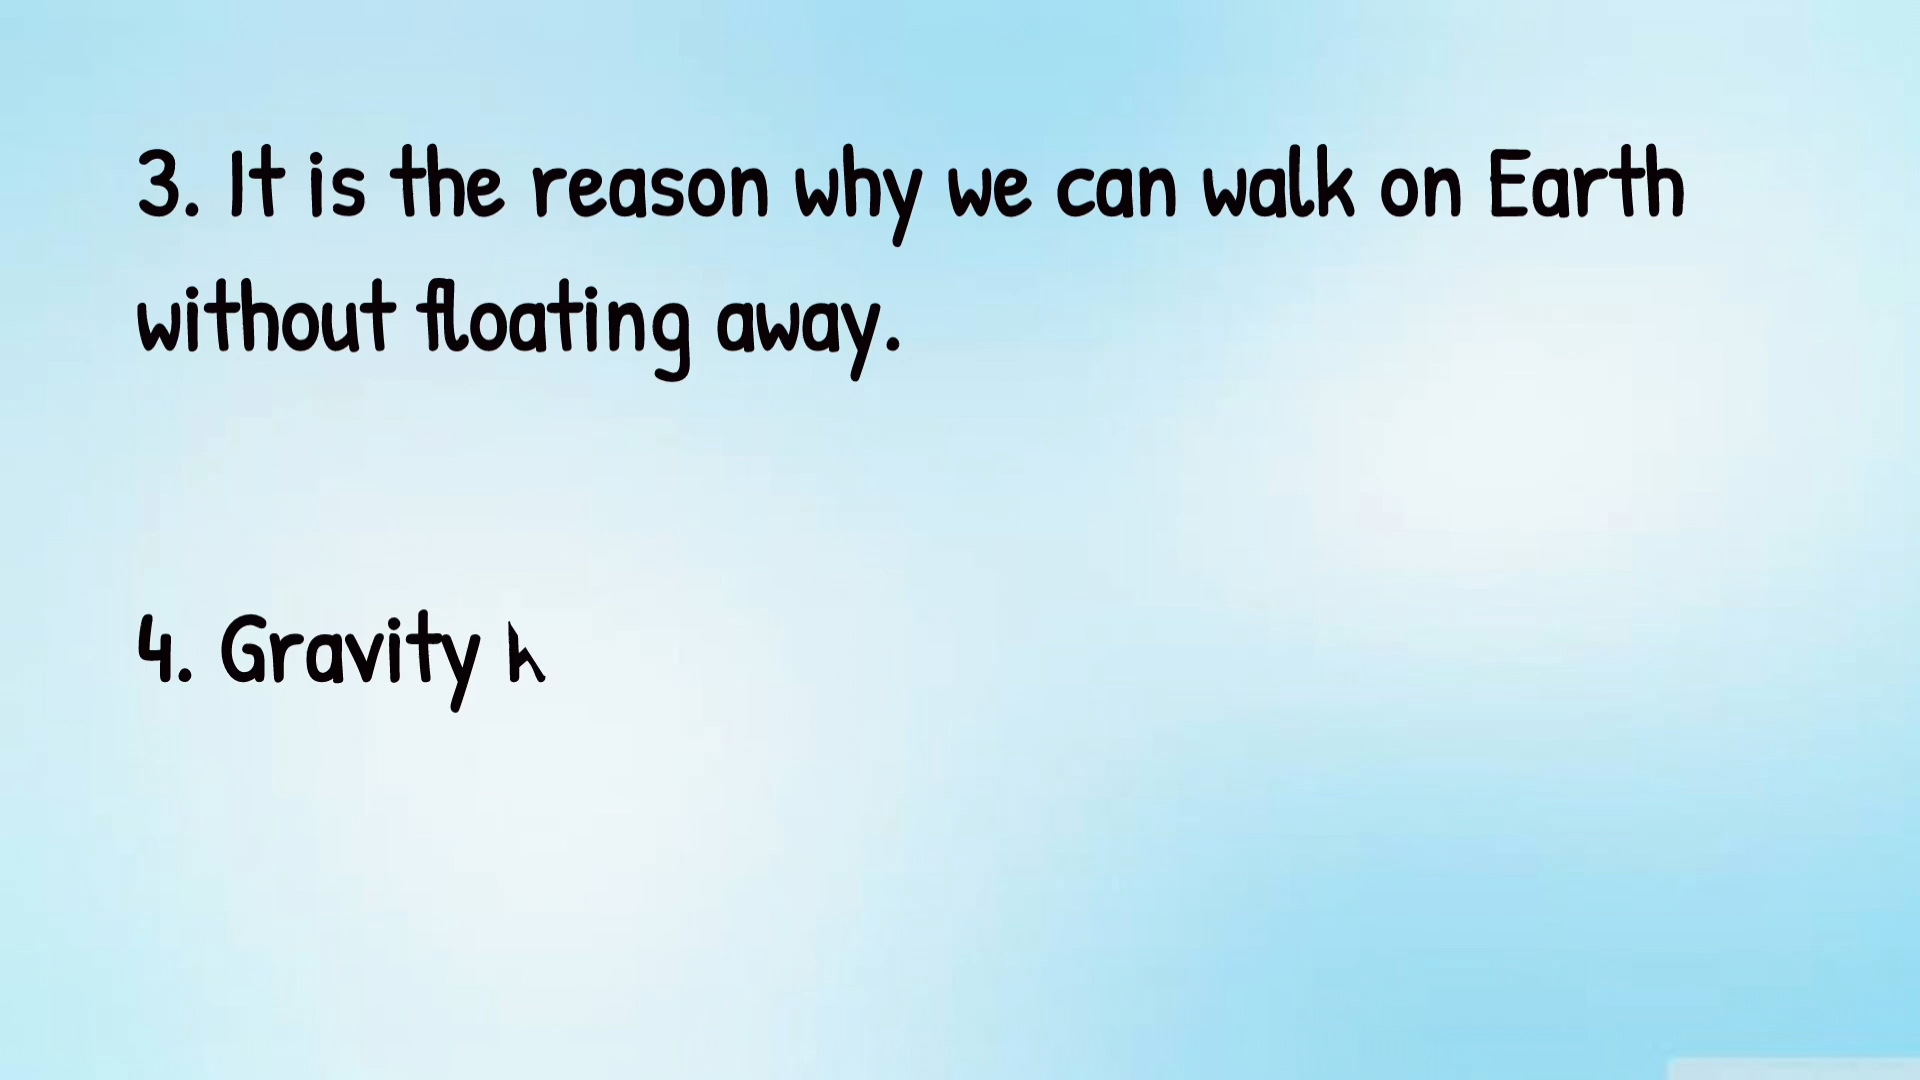 3. It is the reason why we can walk on Earth
without floating away.
4. Gravity